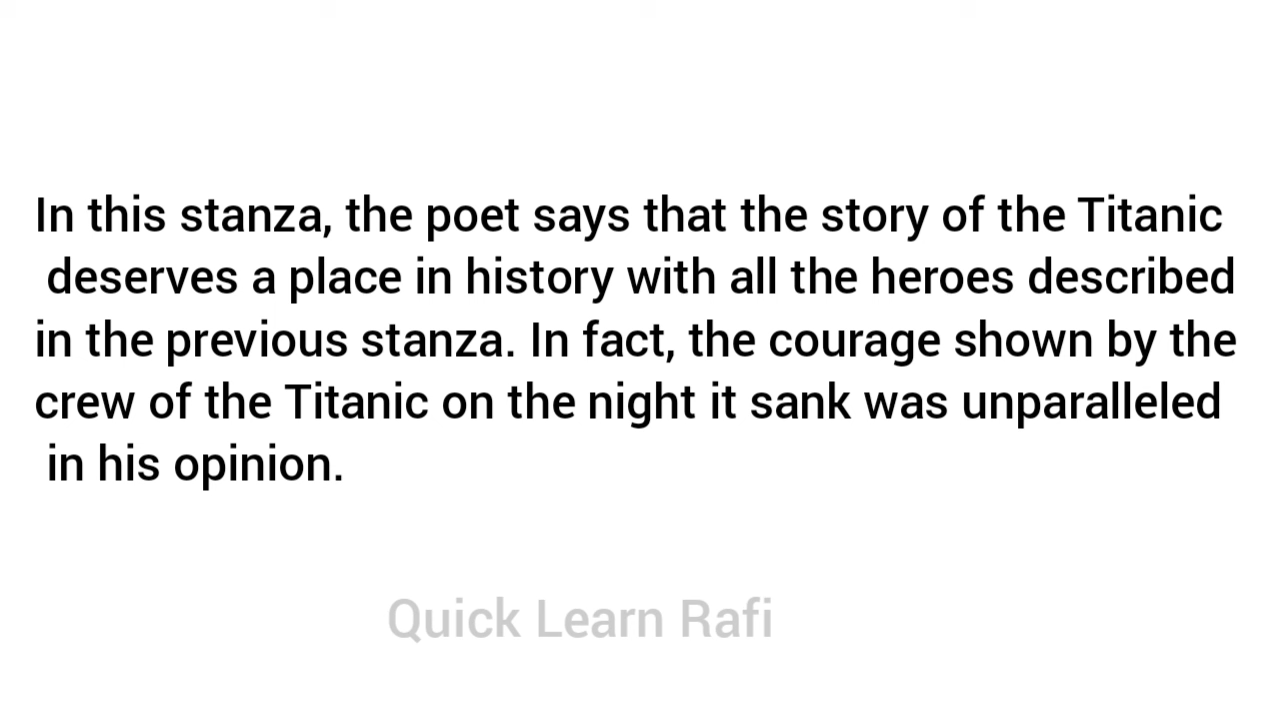 In this stanza, the poet says that the story of the Titanic
deserves a place in history with all the heroes described
in the previous stanza. In fact, the courage shown by the
crew of the Titanic on the night it sank was unparalleled
in his opinion.
Quick Learn Rafi